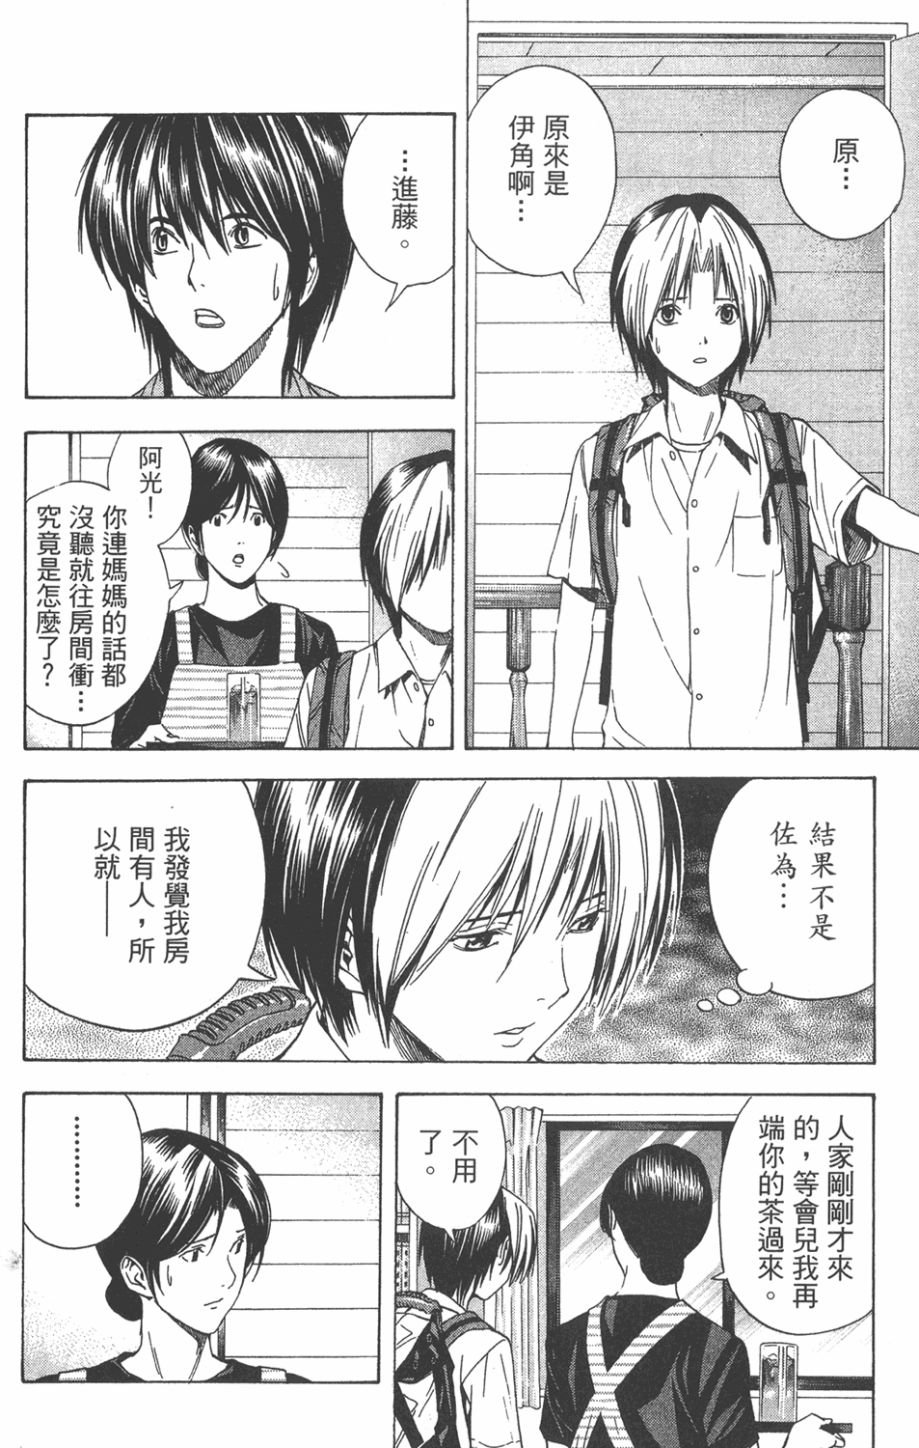 原…
原來是
伊角啊…
…進藤。
阿光！
你連媽媽的話都
沒聽就往房間衝…
究竟是怎麼了？
結果不是
佐為…
我發覺我房
間有人，所
以就──
人家剛剛才來
的，等會兒我再
端你的茶過來。
不用
了。
…………